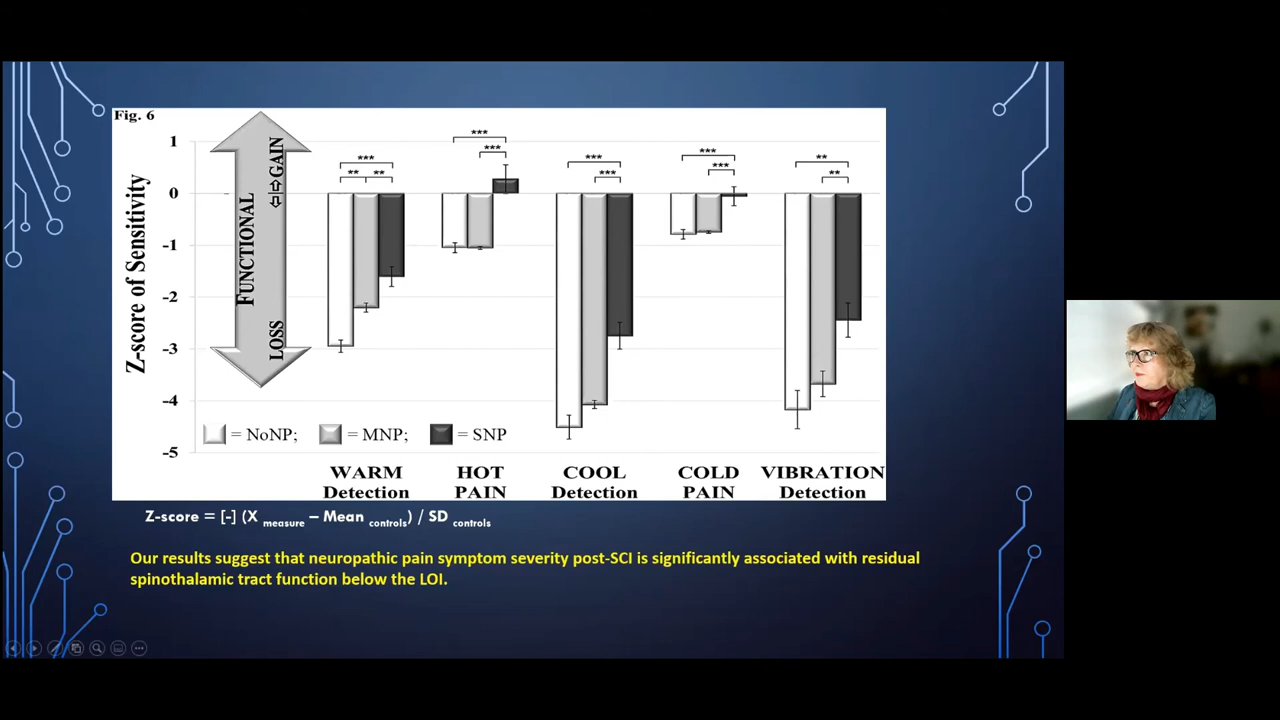 Fig. 6
Z-score of Sensitivity
1
0
-1
-2
-3
-4
-5
FUNCTIONAL
GAIN
LOSS
***
** **
***
***
***
***
***
***
**
**
= NoNP; = MNP; = SNP
WARM
Detection
HOT
PAIN
COOL
Detection
COLD
PAIN
VIBRATION
Detection
Z-score = [-] (X measure – Mean controls) / SD controls
Our results suggest that neuropathic pain symptom severity post-SCI is significantly associated with residual
spinothalamic tract function below the LOI.